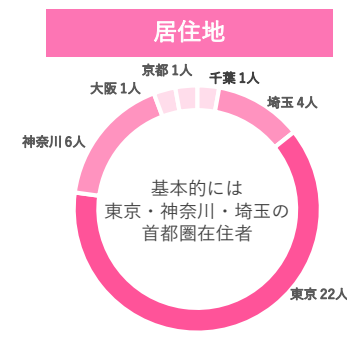 居住地
京都 1人
千葉 1人
大阪 1人
埼玉 4人
神奈川 6人
基本的には
東京・神奈川・埼玉の
首都圏在住者
東京 22人